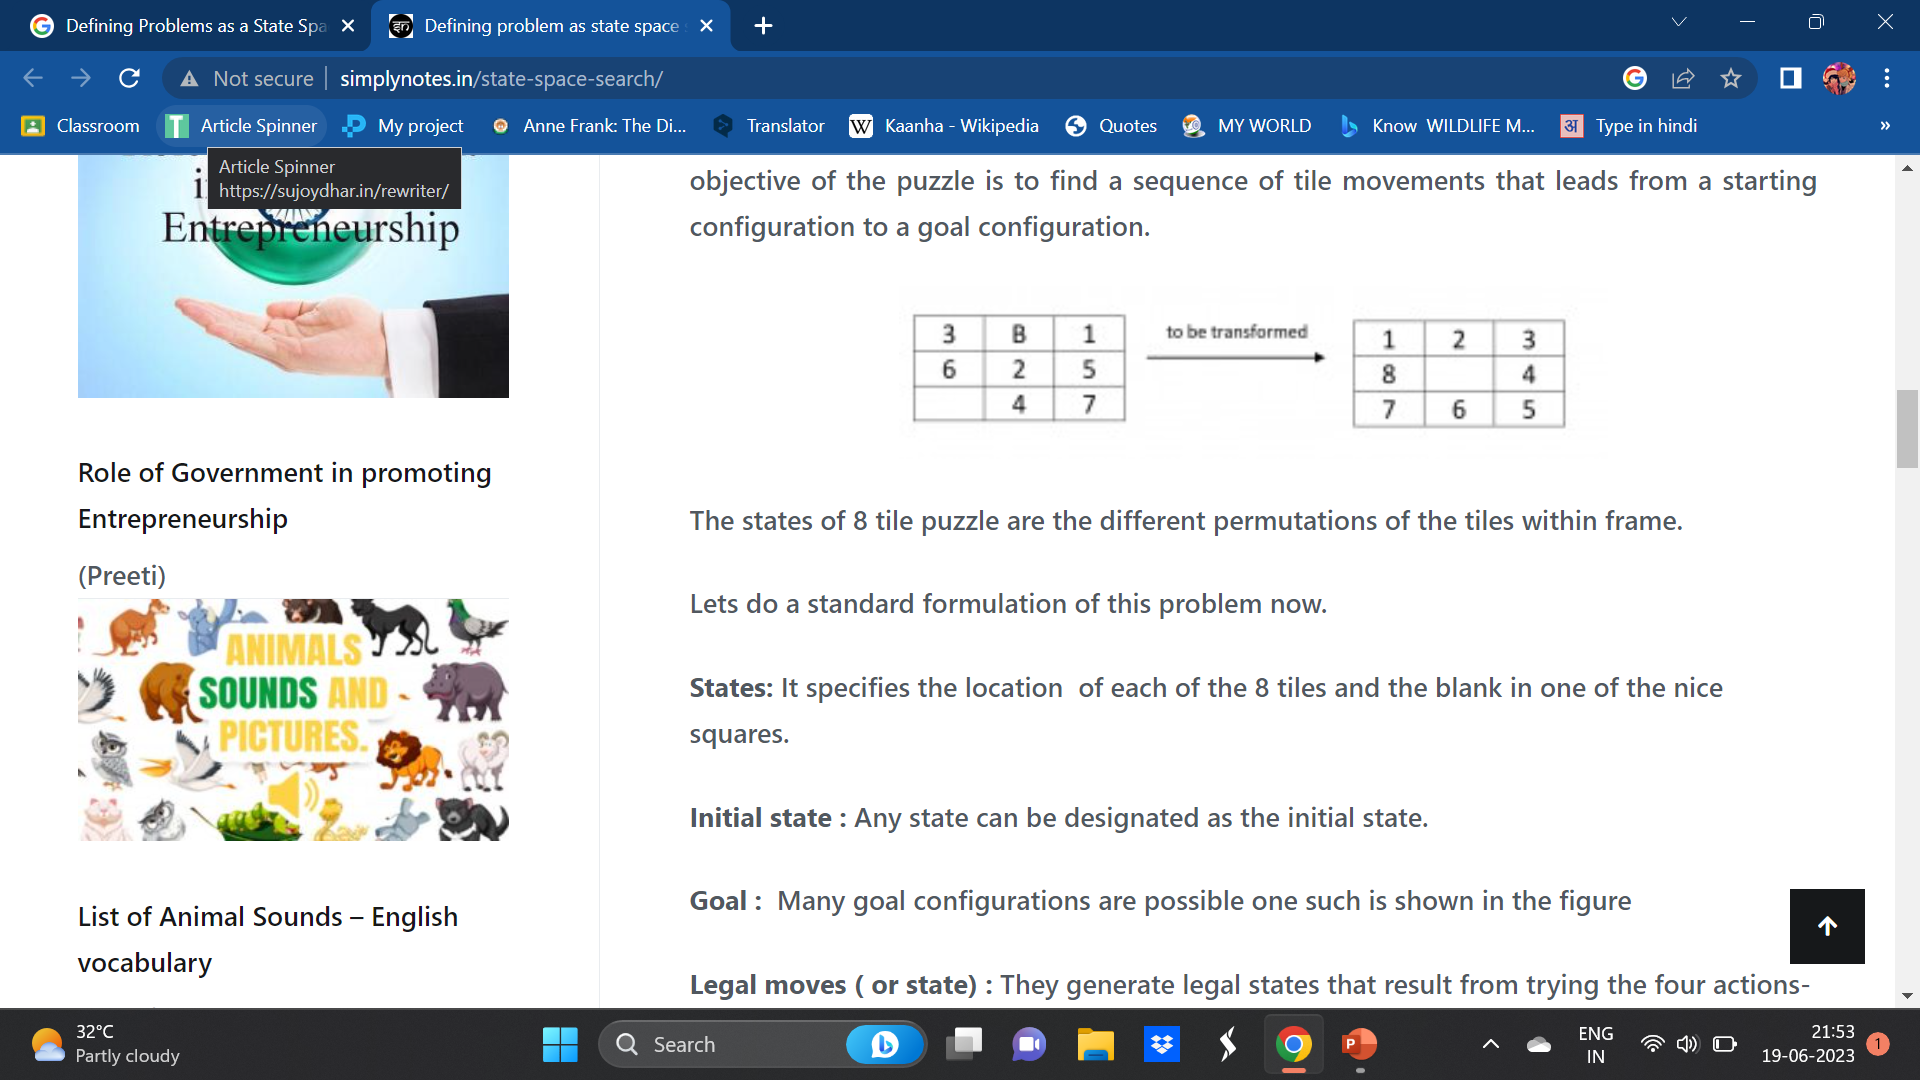 Defining Problems as a State Spa
Defining problem as state space
Not secure
simplynotes.in/state-space-search/
Classroom
Article Spinner
My project
Anne Frank: The Di...
Translator
Kaanha - Wikipedia
Quotes
MY WORLD
Know WILDLIFE M...
Type in hindi
»
Article Spinner
https://sujoydhar.in/rewriter/
Entrepreneurship
Role of Government in promoting
Entrepreneurship
(Preeti)
ANIMALS
SOUNDS AND
PICTURES.
List of Animal Sounds – English
vocabulary
objective of the puzzle is to find a sequence of tile movements that leads from a starting
configuration to a goal configuration.
3 B 1
6 2 5
4 7
to be transformed
1 2 3
8 4
7 6 5
The states of 8 tile puzzle are the different permutations of the tiles within frame.
Lets do a standard formulation of this problem now.
States: It specifies the location of each of the 8 tiles and the blank in one of the nice
squares.
Initial state : Any state can be designated as the initial state.
Goal : Many goal configurations are possible one such is shown in the figure
Legal moves ( or state) : They generate legal states that result from trying the four actions-
32°C
Partly cloudy
Search
ENG
IN
21:53
19-06-2023
1